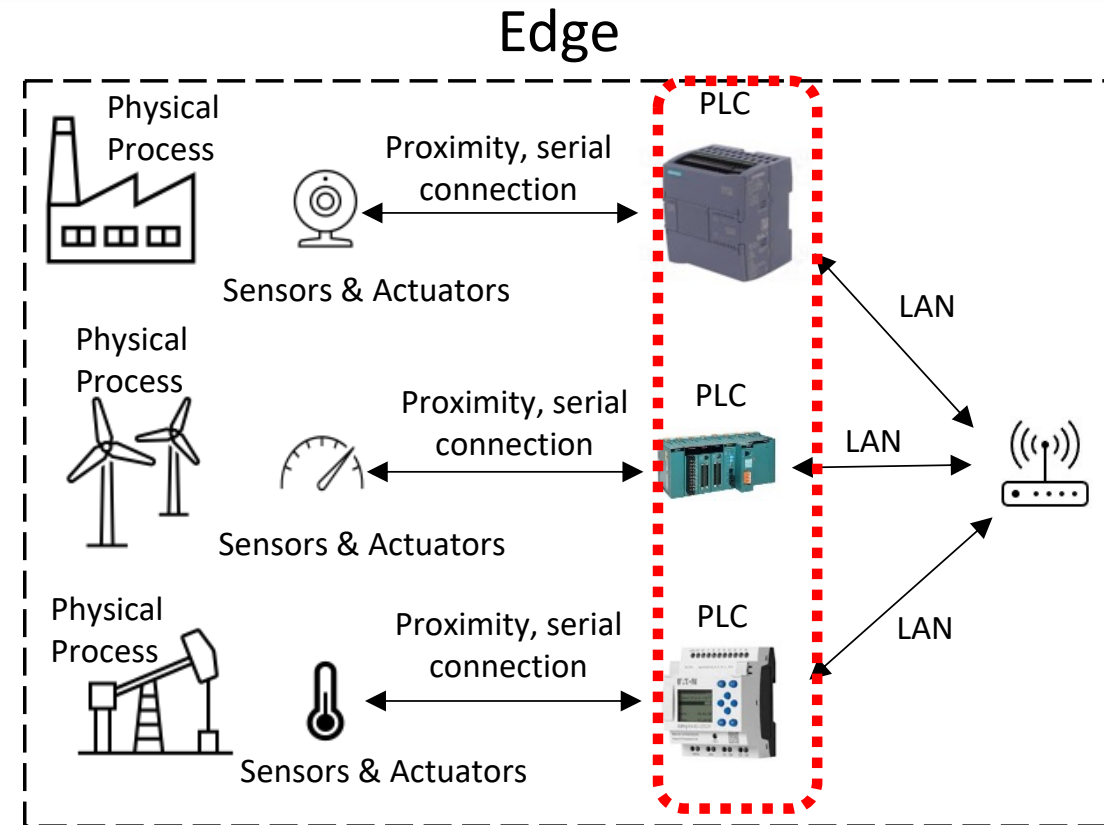 Edge
Physical
Process
PLC
Proximity, serial
connection
Sensors & Actuators
LAN
Physical
Process
PLC
Proximity, serial
connection
LAN
Sensors & Actuators
Physical
Process
PLC
Proximity, serial
connection
LAN
E·T·N
Sensors & Actuators